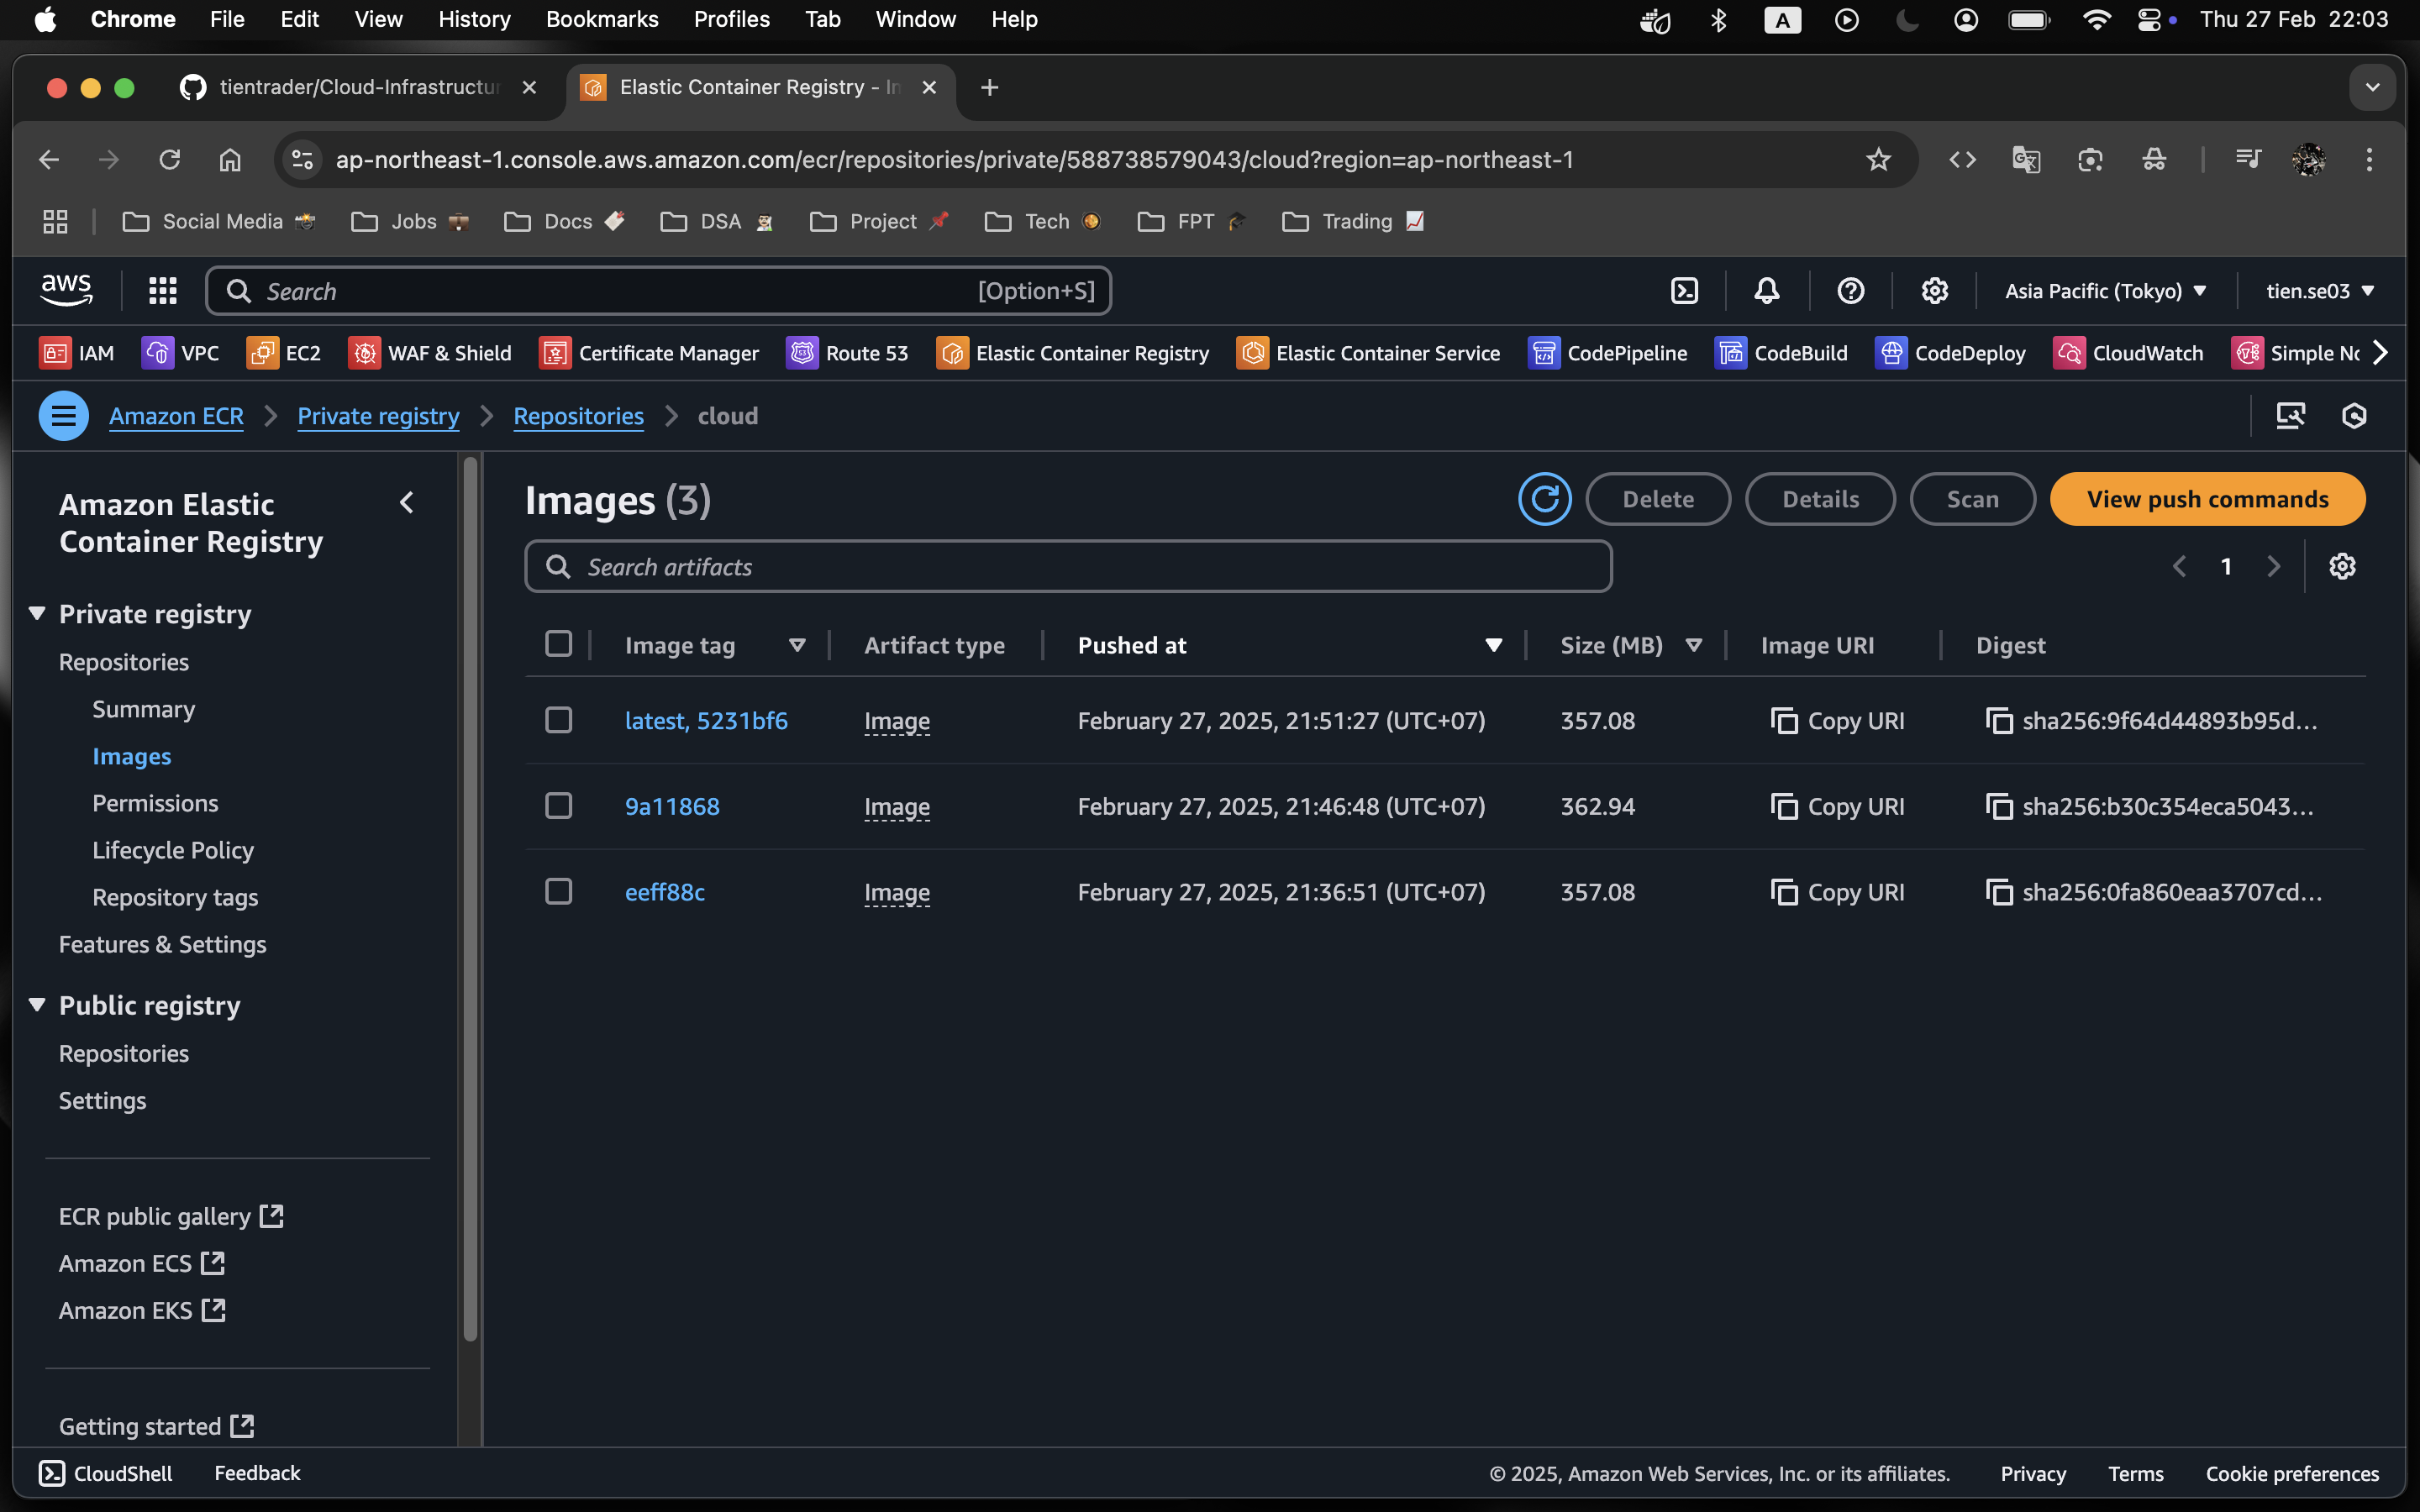 Chrome File Edit View History Bookmarks Profiles Tab Window Help A Thu 27 Feb 22:03
tientrader/Cloud-Infrastructur Elastic Container Registry - In
ap-northeast-1.console.aws.amazon.com/ecr/repositories/private/588738579043/cloud?region=ap-northeast-1
Social Media Jobs Docs DSA Project Tech FPT Trading
aws Search [Option+S] Asia Pacific (Tokyo) tien.se03
IAM VPC EC2 WAF & Shield Certificate Manager Route 53 Elastic Container Registry Elastic Container Service CodePipeline CodeBuild CodeDeploy CloudWatch Simple No
Amazon ECR Private registry Repositories cloud
Amazon Elastic
Container Registry
Private registry
Repositories
Summary
Images
Permissions
Lifecycle Policy
Repository tags
Features & Settings
Public registry
Repositories
Settings
ECR public gallery
Amazon ECS
Amazon EKS
Getting started
Images (3) Delete Details Scan View push commands
Search artifacts 1
Image tag Artifact type Pushed at Size (MB) Image URI Digest
latest, 5231bf6 Image February 27, 2025, 21:51:27 (UTC+07) 357.08 Copy URI sha256:9f64d44893b95d...
9a11868 Image February 27, 2025, 21:46:48 (UTC+07) 362.94 Copy URI sha256:b30c354eca5043...
eeff88c Image February 27, 2025, 21:36:51 (UTC+07) 357.08 Copy URI sha256:0fa860eaa3707cd...
CloudShell Feedback © 2025, Amazon Web Services, Inc. or its affiliates. Privacy Terms Cookie preferences